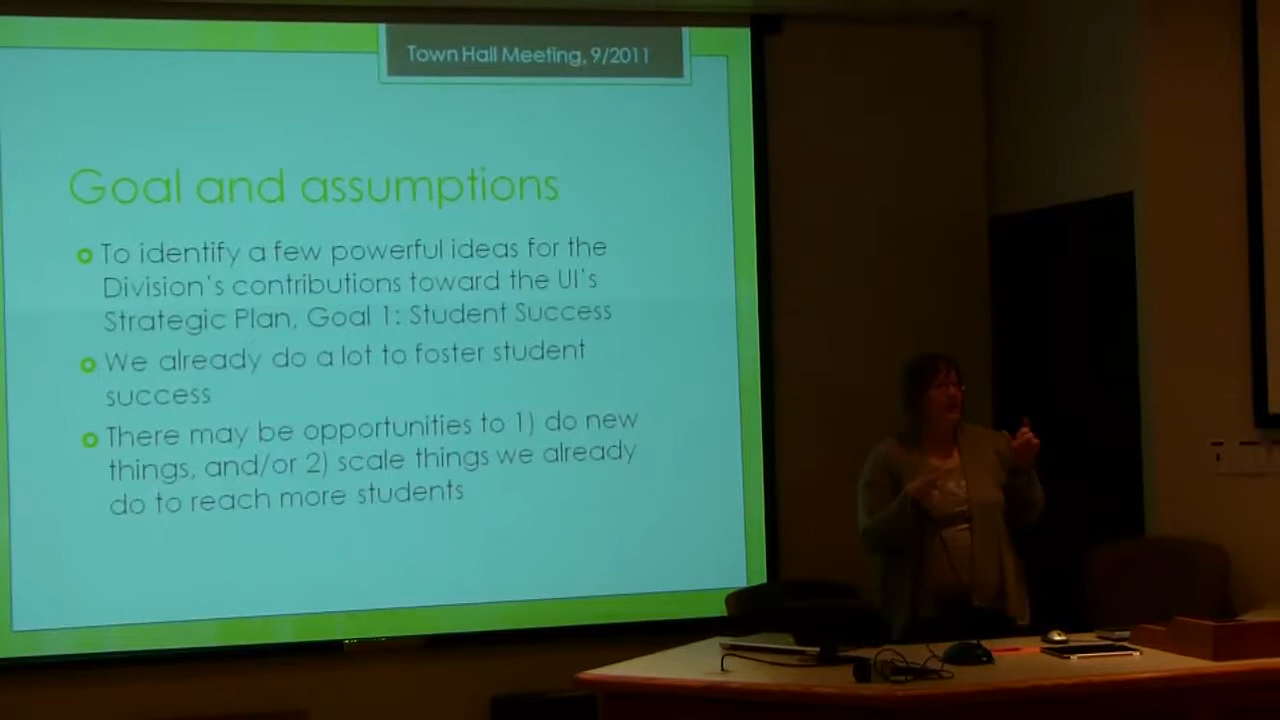 Town Hall Meeting, 9/2011
Goal and assumptions
To identify a few powerful ideas for the
Division's contributions toward the UI's
Strategic Plan, Goal 1: Student Success
We already do a lot to foster student
success
There may be opportunities to 1) do new
things, and/or 2) scale things we already
do to reach more students